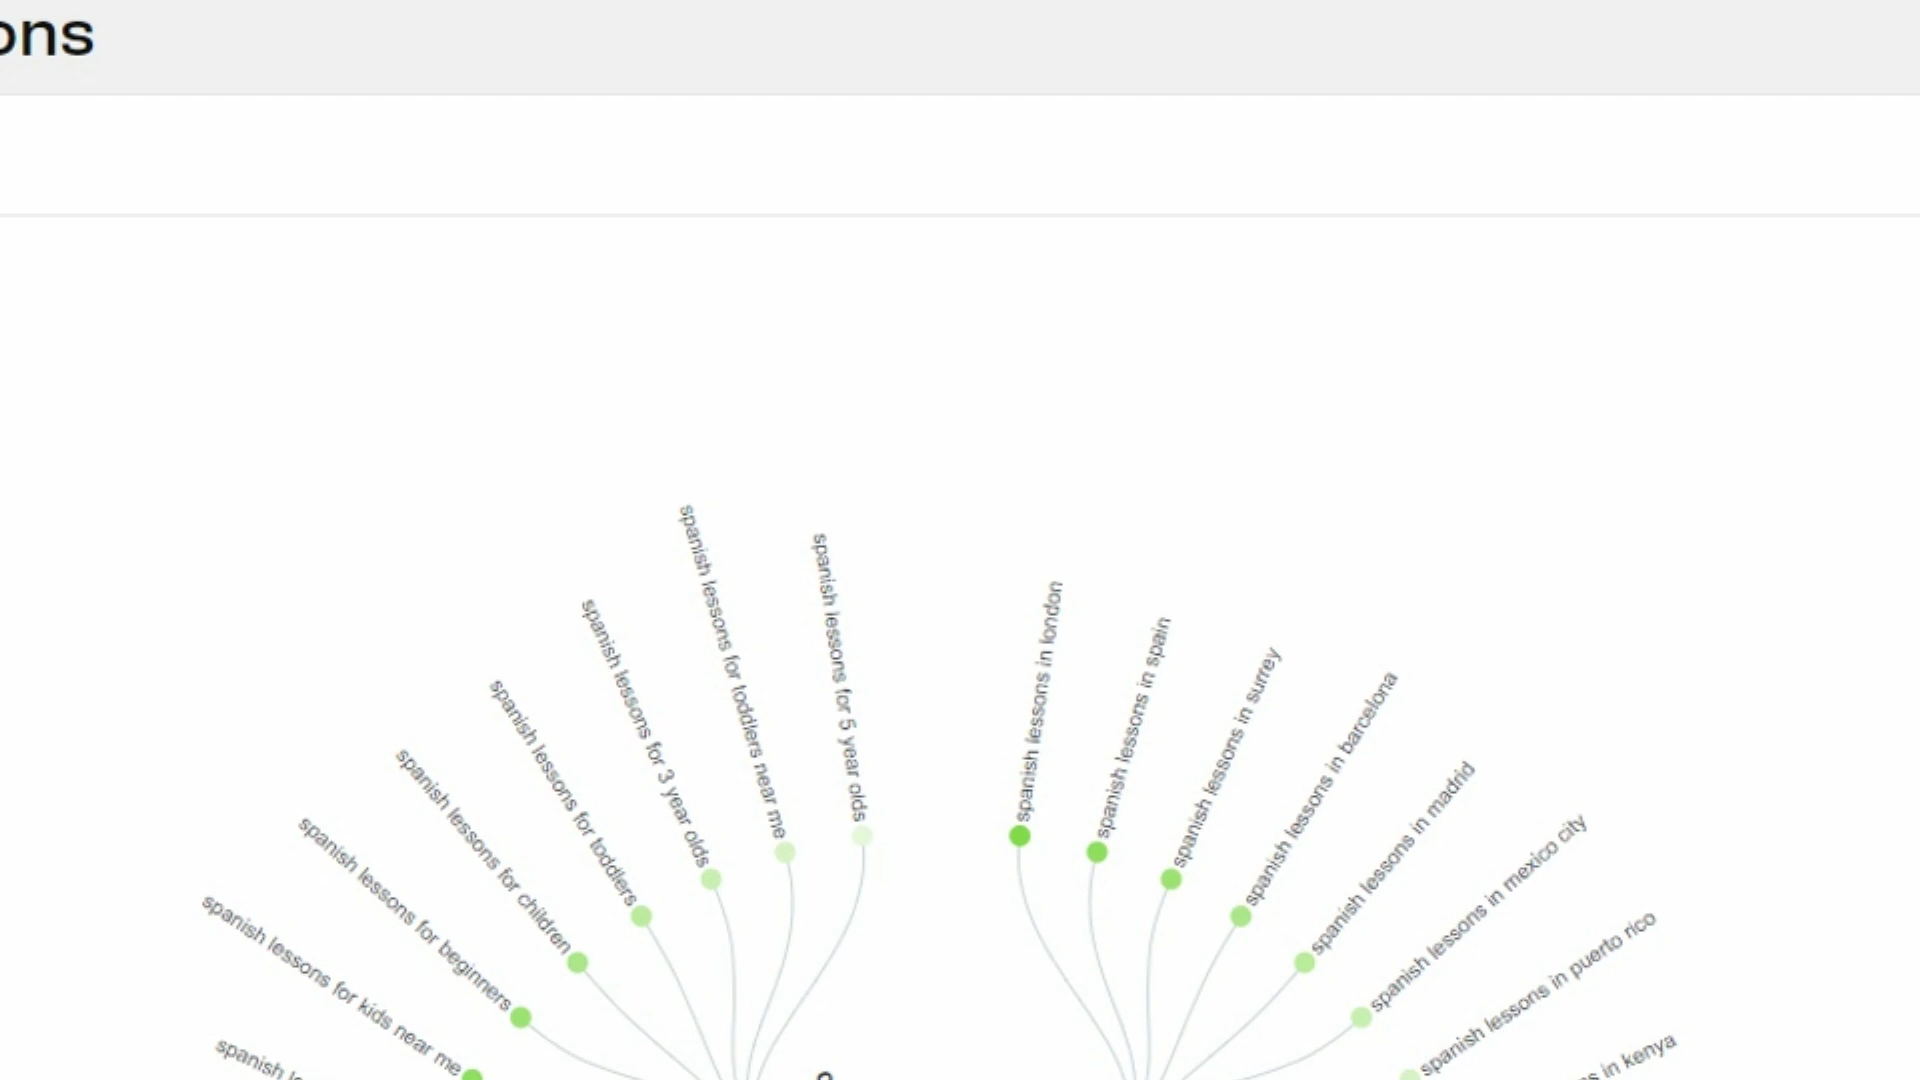 ons
spanish lessons for 5 year olds
spanish lessons for toddlers near me
spanish lessons for 3 year olds
spanish lessons for toddlers
spanish lessons for children
spanish lessons for beginners
spanish lessons for kids near me
spanish
spanish lessons in london
spanish lessons in spain
spanish lessons in surrey
spanish lessons in barcelona
spanish lessons in madrid
spanish lessons in mexico city
spanish lessons in puerto rico
in kenya